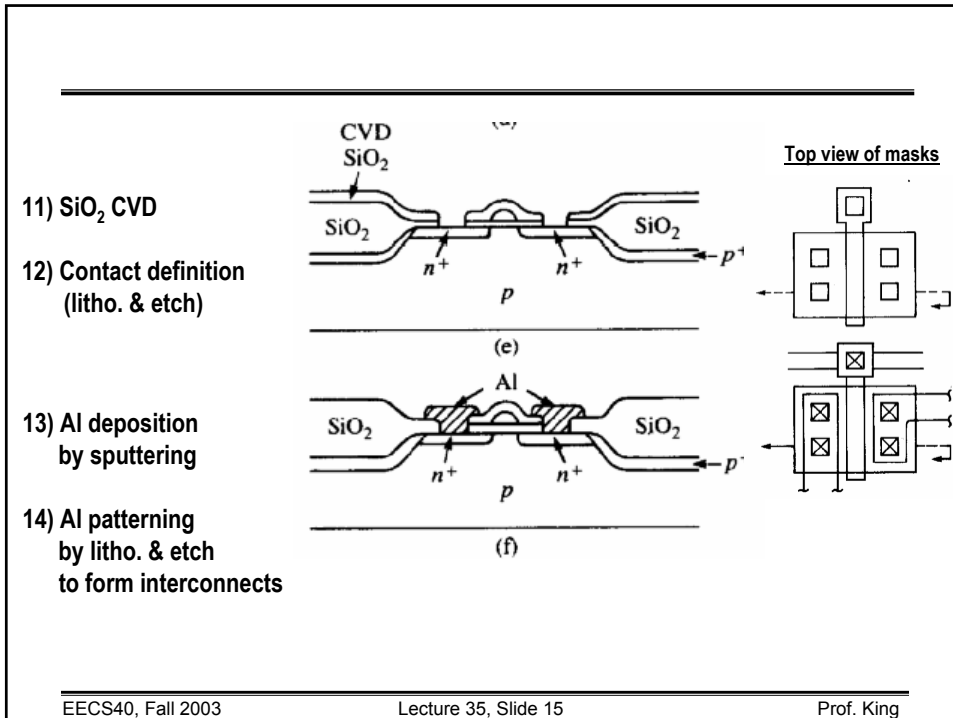 CVD
SiO₂
Top view of masks
11) SiO₂ CVD
SiO₂
SiO₂
12) Contact definition
(litho. & etch)
n⁺
n⁺
p⁺
p
(e)
Al
13) Al deposition
by sputtering
SiO₂
SiO₂
n⁺
n⁺
p
14) Al patterning
by litho. & etch
to form interconnects
(f)
EECS40, Fall 2003
Lecture 35, Slide 15
Prof. King